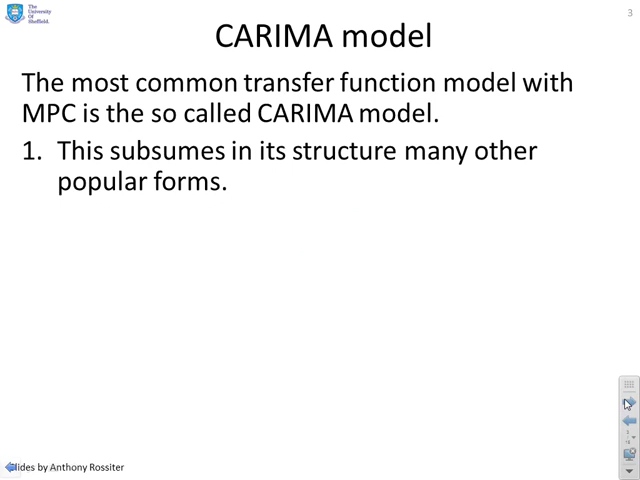 The
University
Of
Sheffield.
3
CARIMA model
The most common transfer function model with
MPC is the so called CARIMA model.
1. This subsumes in its structure many other
popular forms.
Slides by Anthony Rossiter